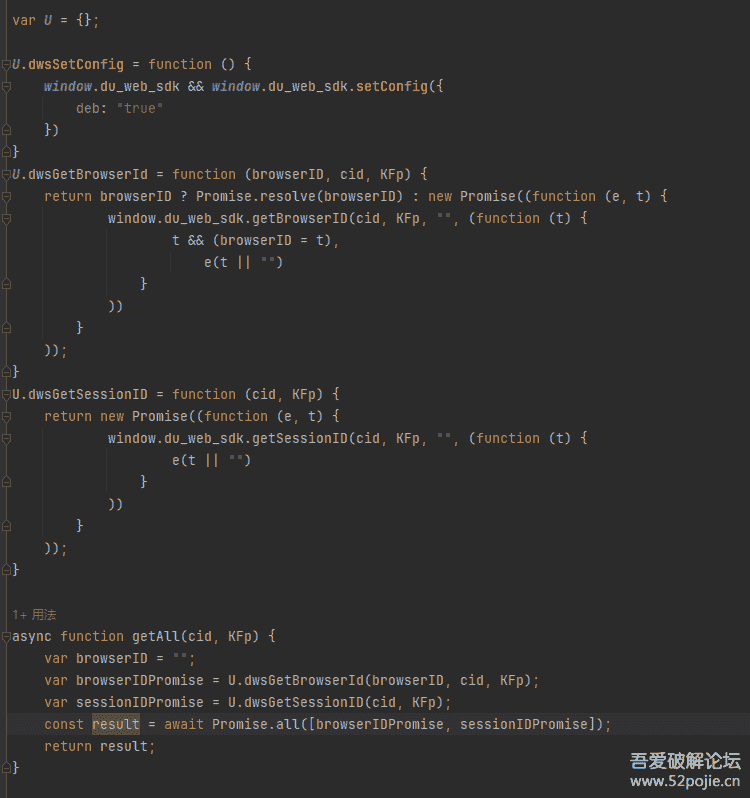 var U = {};
U.dwsSetConfig = function () {
    window.du_web_sdk && window.du_web_sdk.setConfig({
        deb: "true"
    })
}
U.dwsGetBrowserId = function (browserID, cid, KFp) {
    return browserID ? Promise.resolve(browserID) : new Promise((function (e, t) {
            window.du_web_sdk.getBrowserID(cid, KFp, "", (function (t) {
                    t && (browserID = t),
                        e(t || "")
                }
            ))
        }
    ));
}
U.dwsGetSessionID = function (cid, KFp) {
    return new Promise((function (e, t) {
            window.du_web_sdk.getSessionID(cid, KFp, "", (function (t) {
                    e(t || "")
                }
            ))
        }
    ));
}
1+ 用法
async function getAll(cid, KFp) {
    var browserID = "";
    var browserIDPromise = U.dwsGetBrowserId(browserID, cid, KFp);
    var sessionIDPromise = U.dwsGetSessionID(cid, KFp);
    const result = await Promise.all([browserIDPromise, sessionIDPromise]);
    return result;
}
吾爱破解论坛
www.52pojie.cn